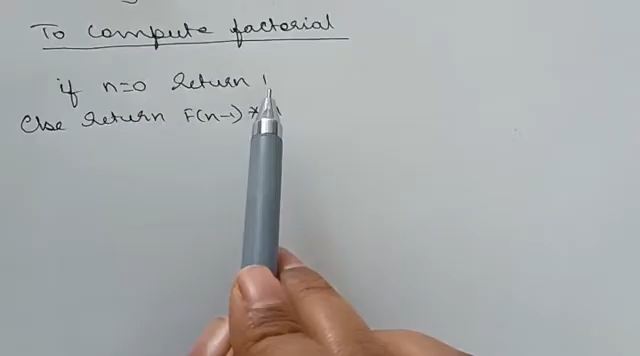 To compute factorial
if n=0 Return 1
Else Return F(n-1) *